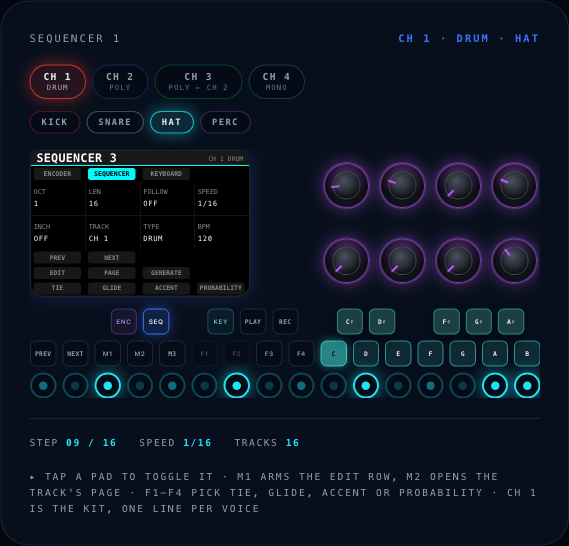 SEQUENCER 1
CH 1 · DRUM · HAT
CH 1 CH 2 CH 3 CH 4
DRUM POLY POLY ↔ CH 2 MONO
KICK SNARE HAT PERC
SEQUENCER 3 CH 1 DRUM
ENCODER SEQUENCER KEYBOARD
OCT LEN FOLLOW SPEED
1 16 OFF 1/16
INCH TRACK TYPE BPM
OFF CH 1 DRUM 120
PREV NEXT
EDIT PAGE GENERATE
TIE GLIDE ACCENT PROBABILITY
ENC SEQ KEY PLAY REC C♯ D♯ F♯ G♯ A♯
PREV NEXT M1 M2 M3 F1 F2 F3 F4 C D E F G A B
STEP 09 / 16 SPEED 1/16 TRACKS 16
▸ TAP A PAD TO TOGGLE IT · M1 ARMS THE EDIT ROW, M2 OPENS THE
TRACK'S PAGE · F1–F4 PICK TIE, GLIDE, ACCENT OR PROBABILITY · CH 1
IS THE KIT, ONE LINE PER VOICE